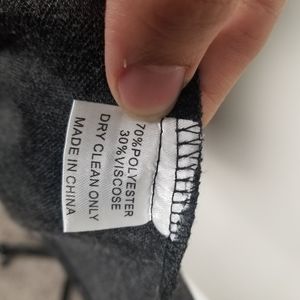 70%POLYESTER
30%VISCOSE
DRY CLEAN ONLY
MADE IN CHINA